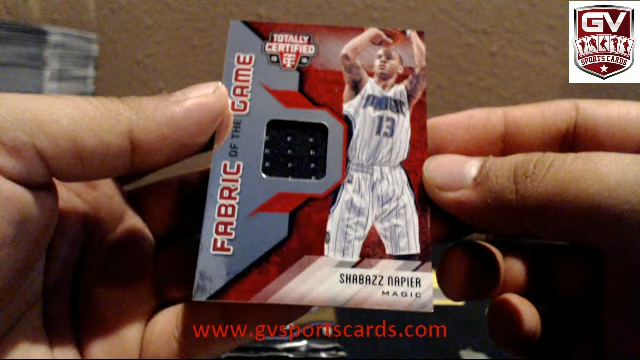 GV
SPORTS CARDS
TOTALLY
CERTIFIED
FABRIC OF THE GAME
13
SHABAZZ NAPIER
MAGIC
www.gvsportscards.com